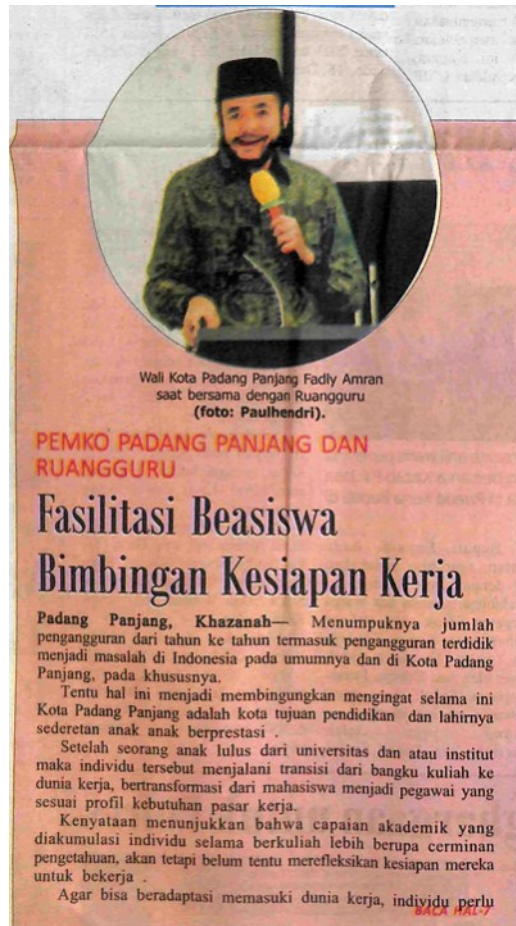 Wali Kota Padang Panjang Fadly Amran
saat bersama dengan Ruangguru
(foto: Paulhendri).
PEMKO PADANG PANJANG DAN
RUANGGURU
Fasilitasi Beasiswa
Bimbingan Kesiapan Kerja
Padang Panjang, Khazanah— Menumpuknya jumlah
pengangguran dari tahun ke tahun termasuk pengangguran terdidik
menjadi masalah di Indonesia pada umumnya dan di Kota Padang
Panjang, pada khususnya.
Tentu hal ini menjadi membingungkan mengingat selama ini
Kota Padang Panjang adalah kota tujuan pendidikan dan lahirnya
sederetan anak anak berprestasi .
Setelah seorang anak lulus dari universitas dan atau institut
maka individu tersebut menjalani transisi dari bangku kuliah ke
dunia kerja, bertransformasi dari mahasiswa menjadi pegawai yang
sesuai profil kebutuhan pasar kerja.
Kenyataan menunjukkan bahwa capaian akademik yang
diakumulasi individu selama berkuliah lebih berupa cerminan
pengetahuan, akan tetapi belum tentu merefleksikan kesiapan mereka
untuk bekerja .
Agar bisa beradaptasi memasuki dunia kerja, individu perlu
BACA HAL-7